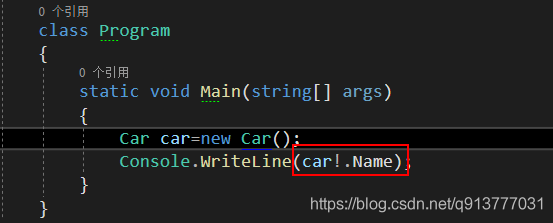 0 个引用
class Program
{
0 个引用
static void Main(string[] args)
{
Car car=new Car();
Console.WriteLine(car!.Name);
}
}
https://blog.csdn.net/q913777031